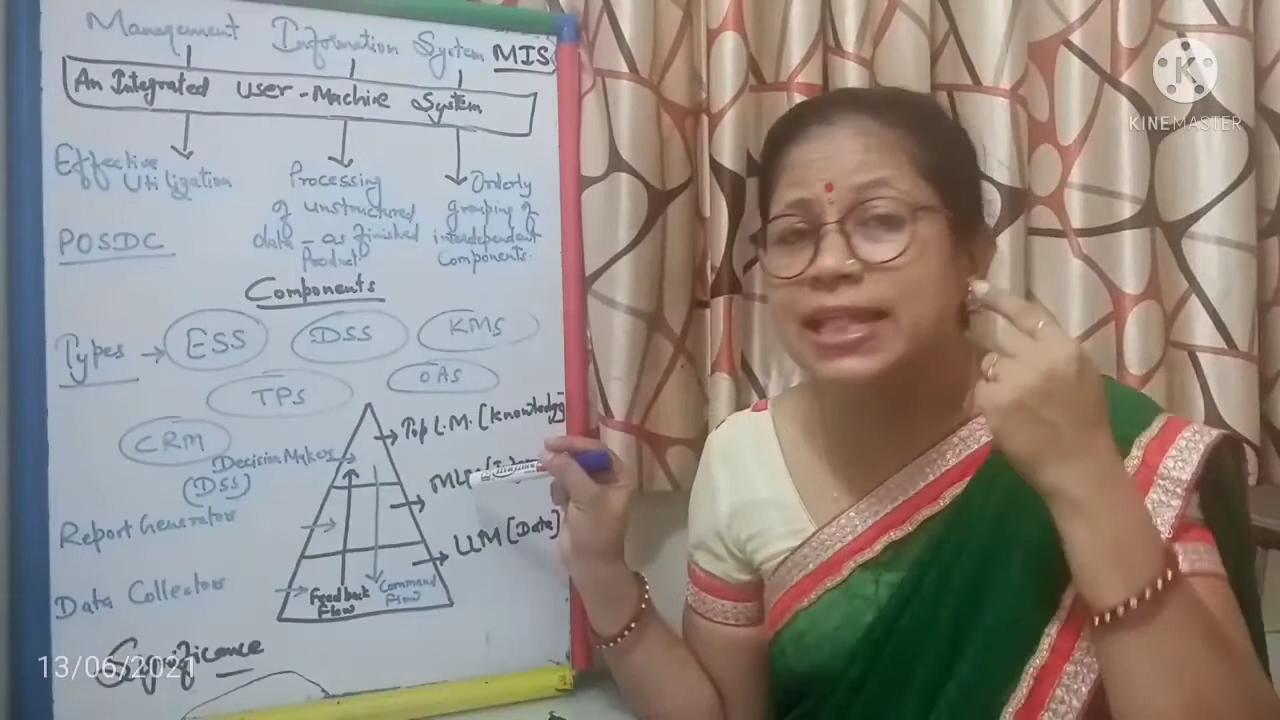 Management Information System MIS
An Integrated User-Machine System
Effective
Utilization
POSDC
Processing
of unstructured
data - as finished
Product
Orderly
grouping of
interdependent
Components.
Components
Types → ESS DSS KMS
TPS OAS
CRM
Top L.M. [Knowledge
Decision Makers
(DSS)
Report Generators
LLM [Data]
Data Collectors
Feedback
Flow
Command
Flow
Significance
13/06/2021
K
KINEMASTER